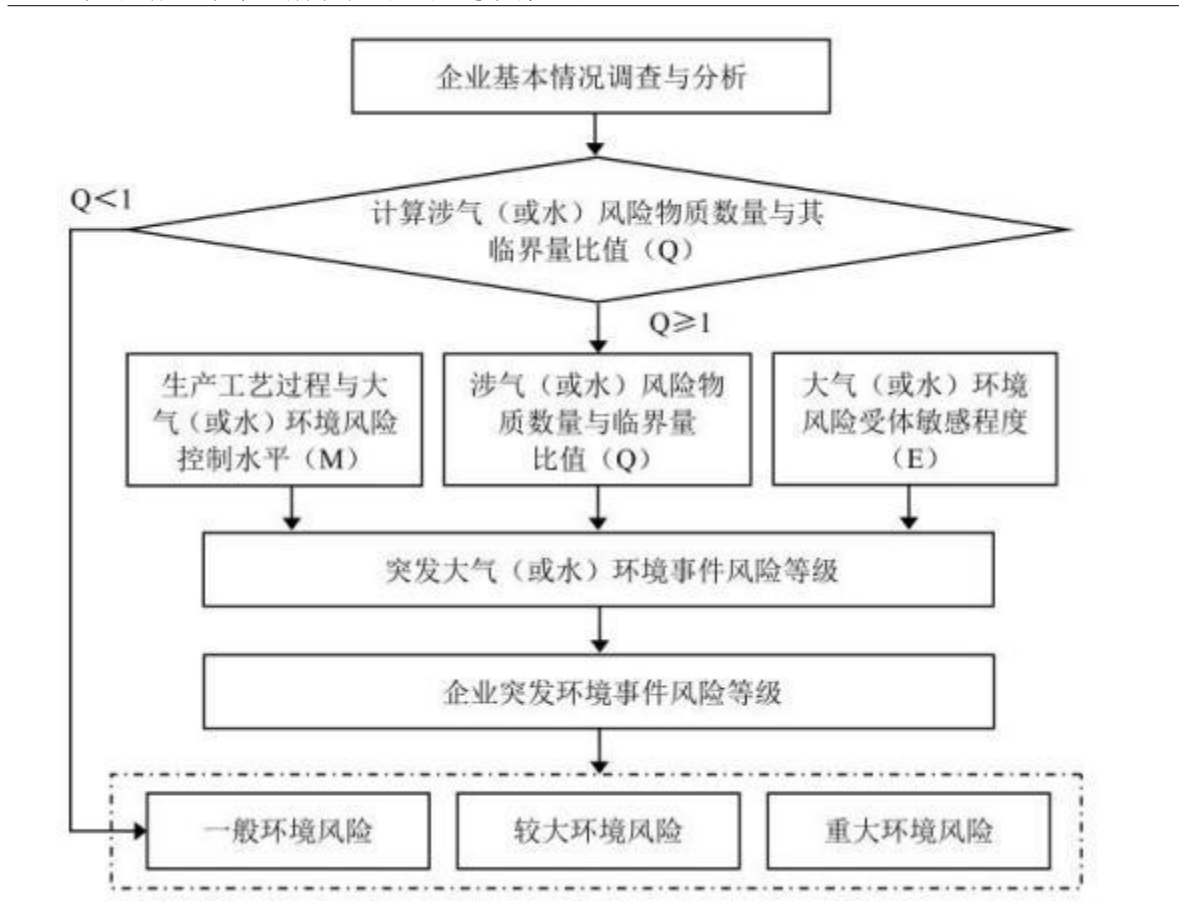 企业基本情况调查与分析
Q＜1
计算涉气（或水）风险物质数量与其
临界量比值（Q）
Q≥1
生产工艺过程与大
气（或水）环境风险
控制水平（M）
涉气（或水）风险物
质数量与临界量
比值（Q）
大气（或水）环境
风险受体敏感程度
（E）
突发大气（或水）环境事件风险等级
企业突发环境事件风险等级
一般环境风险
较大环境风险
重大环境风险